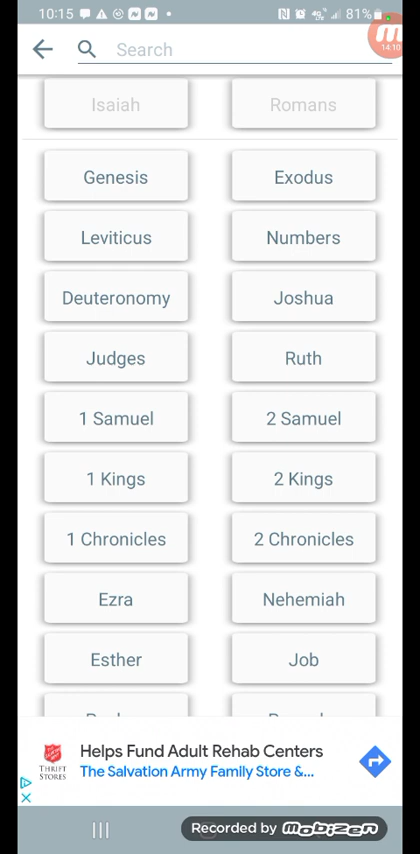 10:15 81%
Search
14:10
Isaiah Romans
Genesis Exodus
Leviticus Numbers
Deuteronomy Joshua
Judges Ruth
1 Samuel 2 Samuel
1 Kings 2 Kings
1 Chronicles 2 Chronicles
Ezra Nehemiah
Esther Job
Helps Fund Adult Rehab Centers
The Salvation Army Family Store &...
THRIFT
STORES
Recorded by mobizen